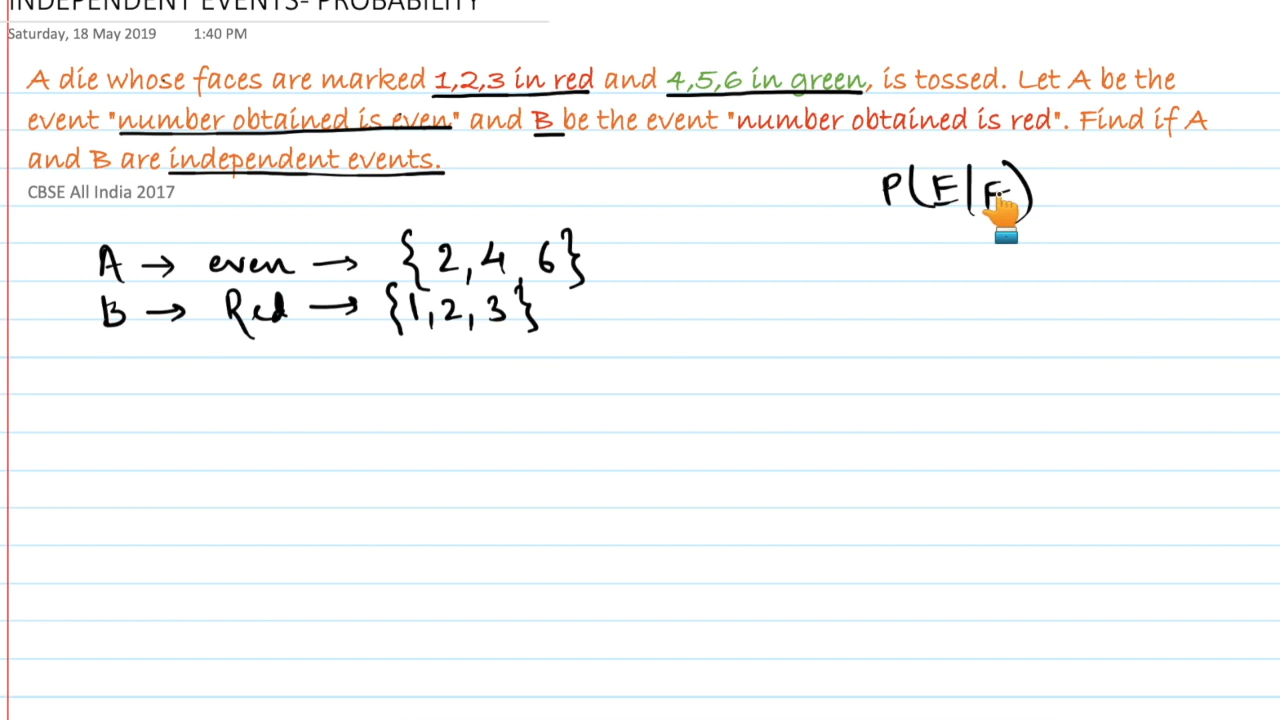 INDEPENDENT EVENTS- PROBABILITY
Saturday, 18 May 2019 1:40 PM
A die whose faces are marked 1,2,3 in red and 4,5,6 in green, is tossed. Let A be the
event "number obtained is even" and B be the event "number obtained is red". Find if A
and B are independent events.
CBSE All India 2017
P(E|F)
A → even → {2,4,6}
B → Red → {1,2,3}